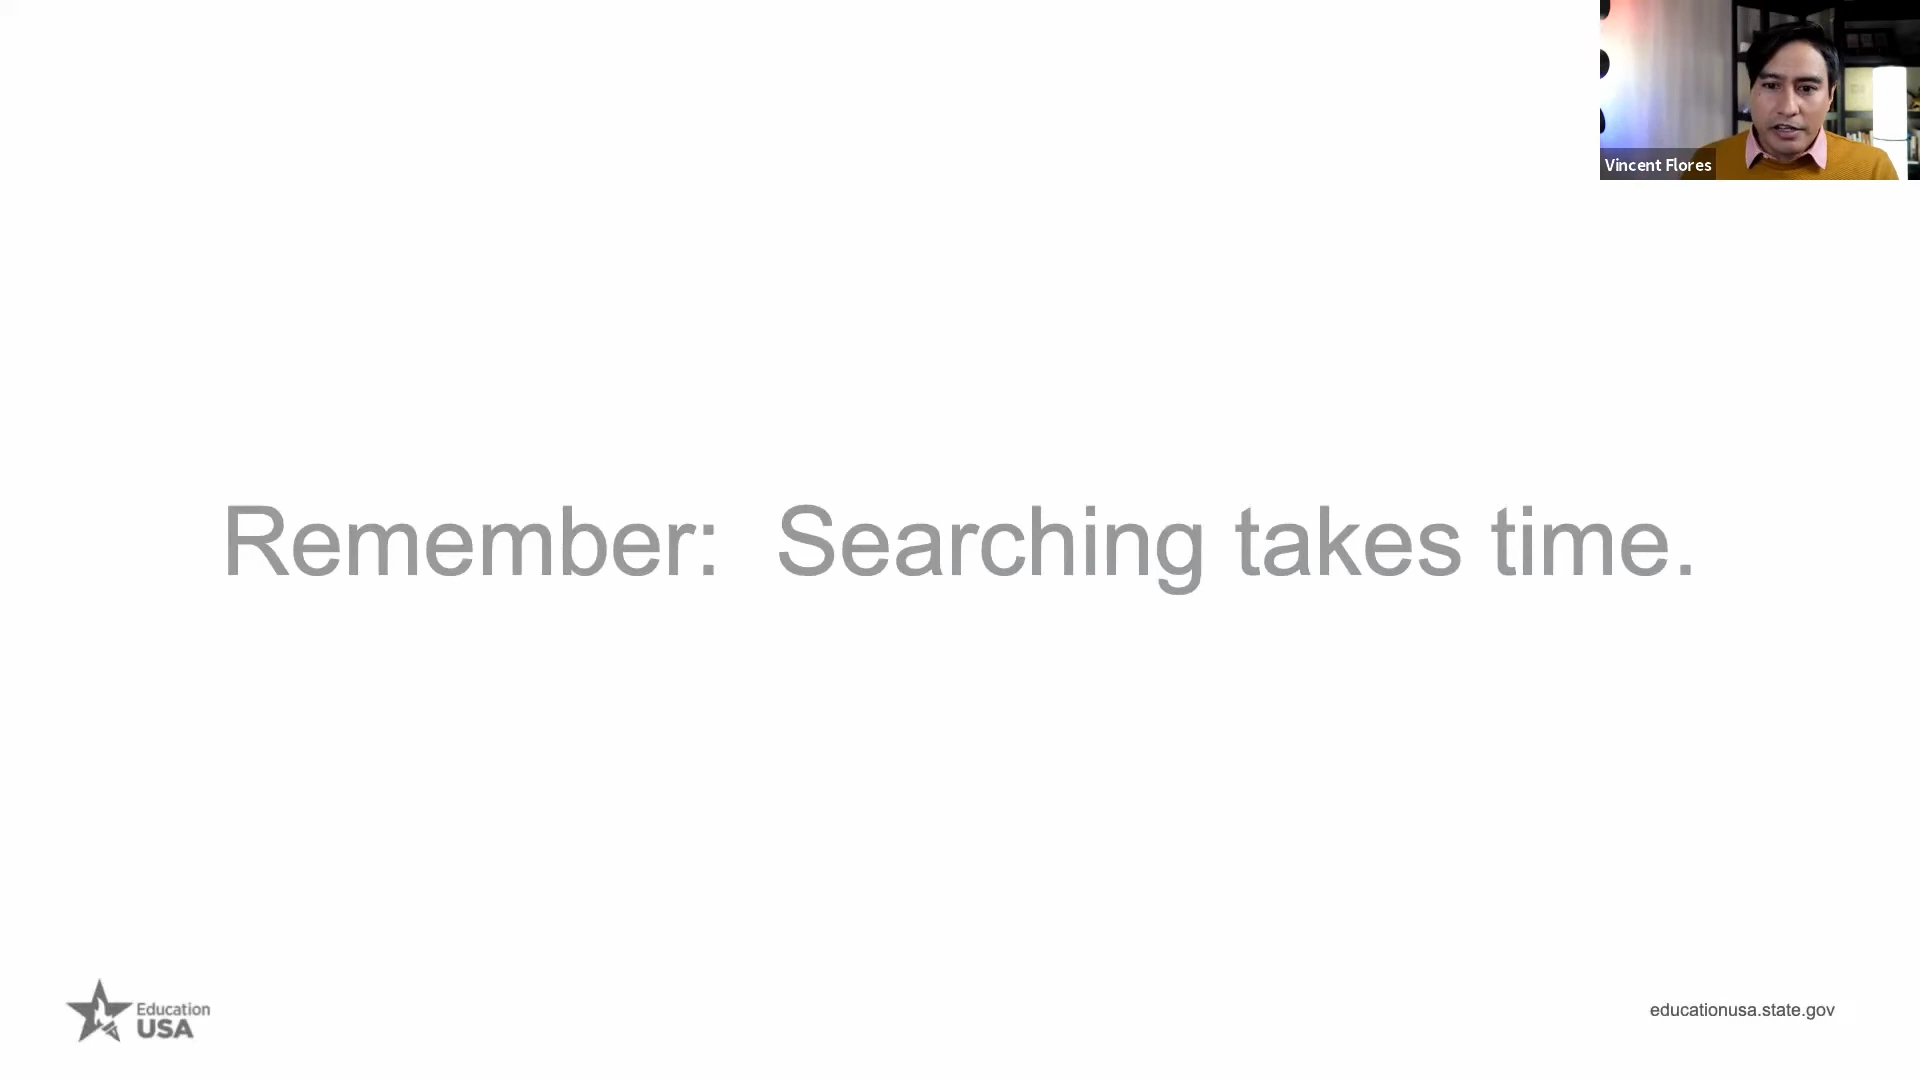 Vincent Flores
Remember:  Searching takes time.
Education
USA
educationusa.state.gov